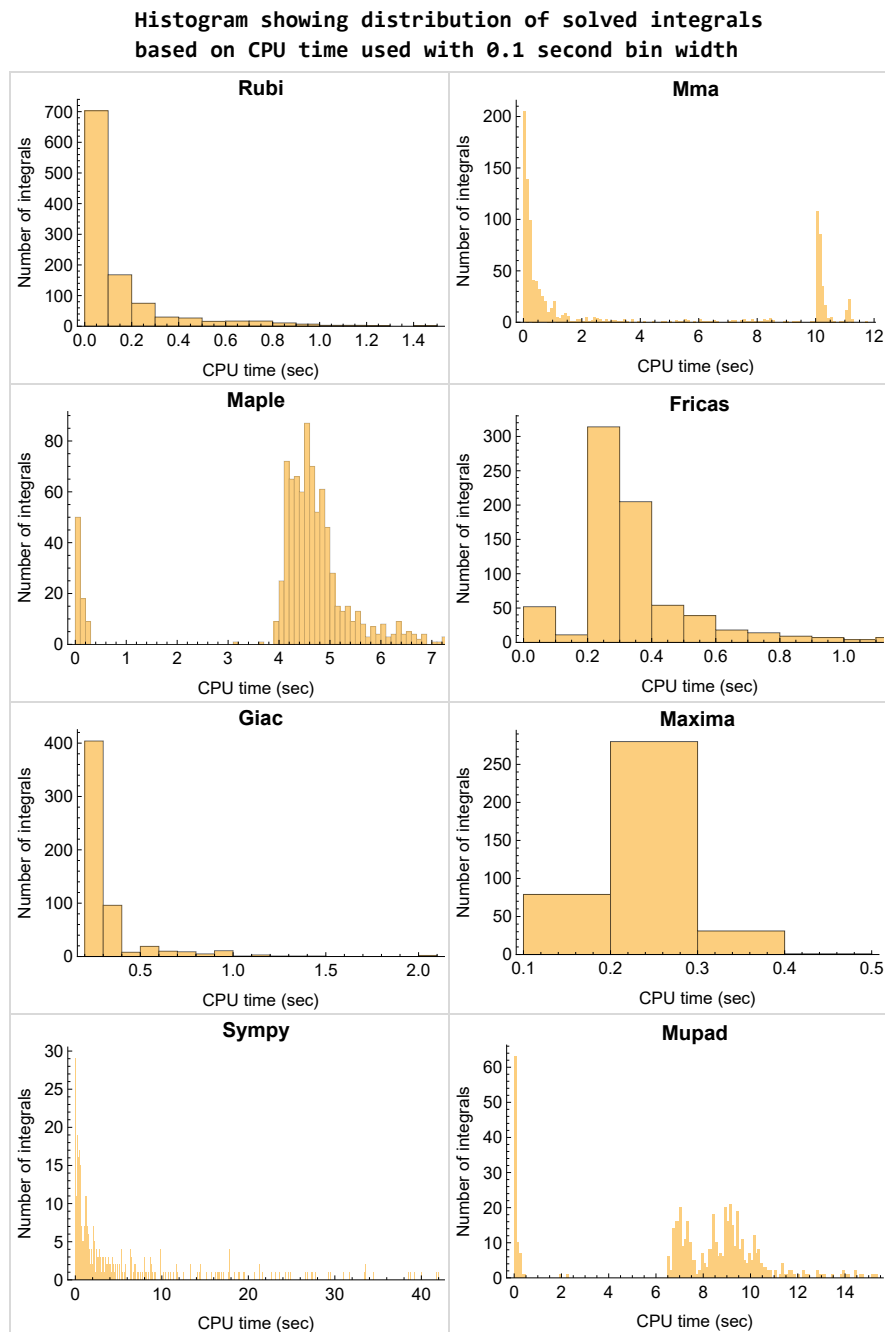 Histogram showing distribution of solved integrals
based on CPU time used with 0.1 second bin width
Rubi
Number of integrals
700
600
500
400
300
200
100
0
0.0 0.2 0.4 0.6 0.8 1.0 1.2 1.4
CPU time (sec)
Mma
Number of integrals
200
150
100
50
0
0 2 4 6 8 10 12
CPU time (sec)
Maple
Number of integrals
80
60
40
20
0
0 1 2 3 4 5 6 7
CPU time (sec)
Fricas
Number of integrals
300
250
200
150
100
50
0
0.0 0.2 0.4 0.6 0.8 1.0
CPU time (sec)
Giac
Number of integrals
400
300
200
100
0
0.5 1.0 1.5 2.0
CPU time (sec)
Maxima
Number of integrals
250
200
150
100
50
0
0.1 0.2 0.3 0.4 0.5
CPU time (sec)
Sympy
Number of integrals
30
25
20
15
10
5
0
0 10 20 30 40
CPU time (sec)
Mupad
Number of integrals
60
50
40
30
20
10
0
0 2 4 6 8 10 12 14
CPU time (sec)